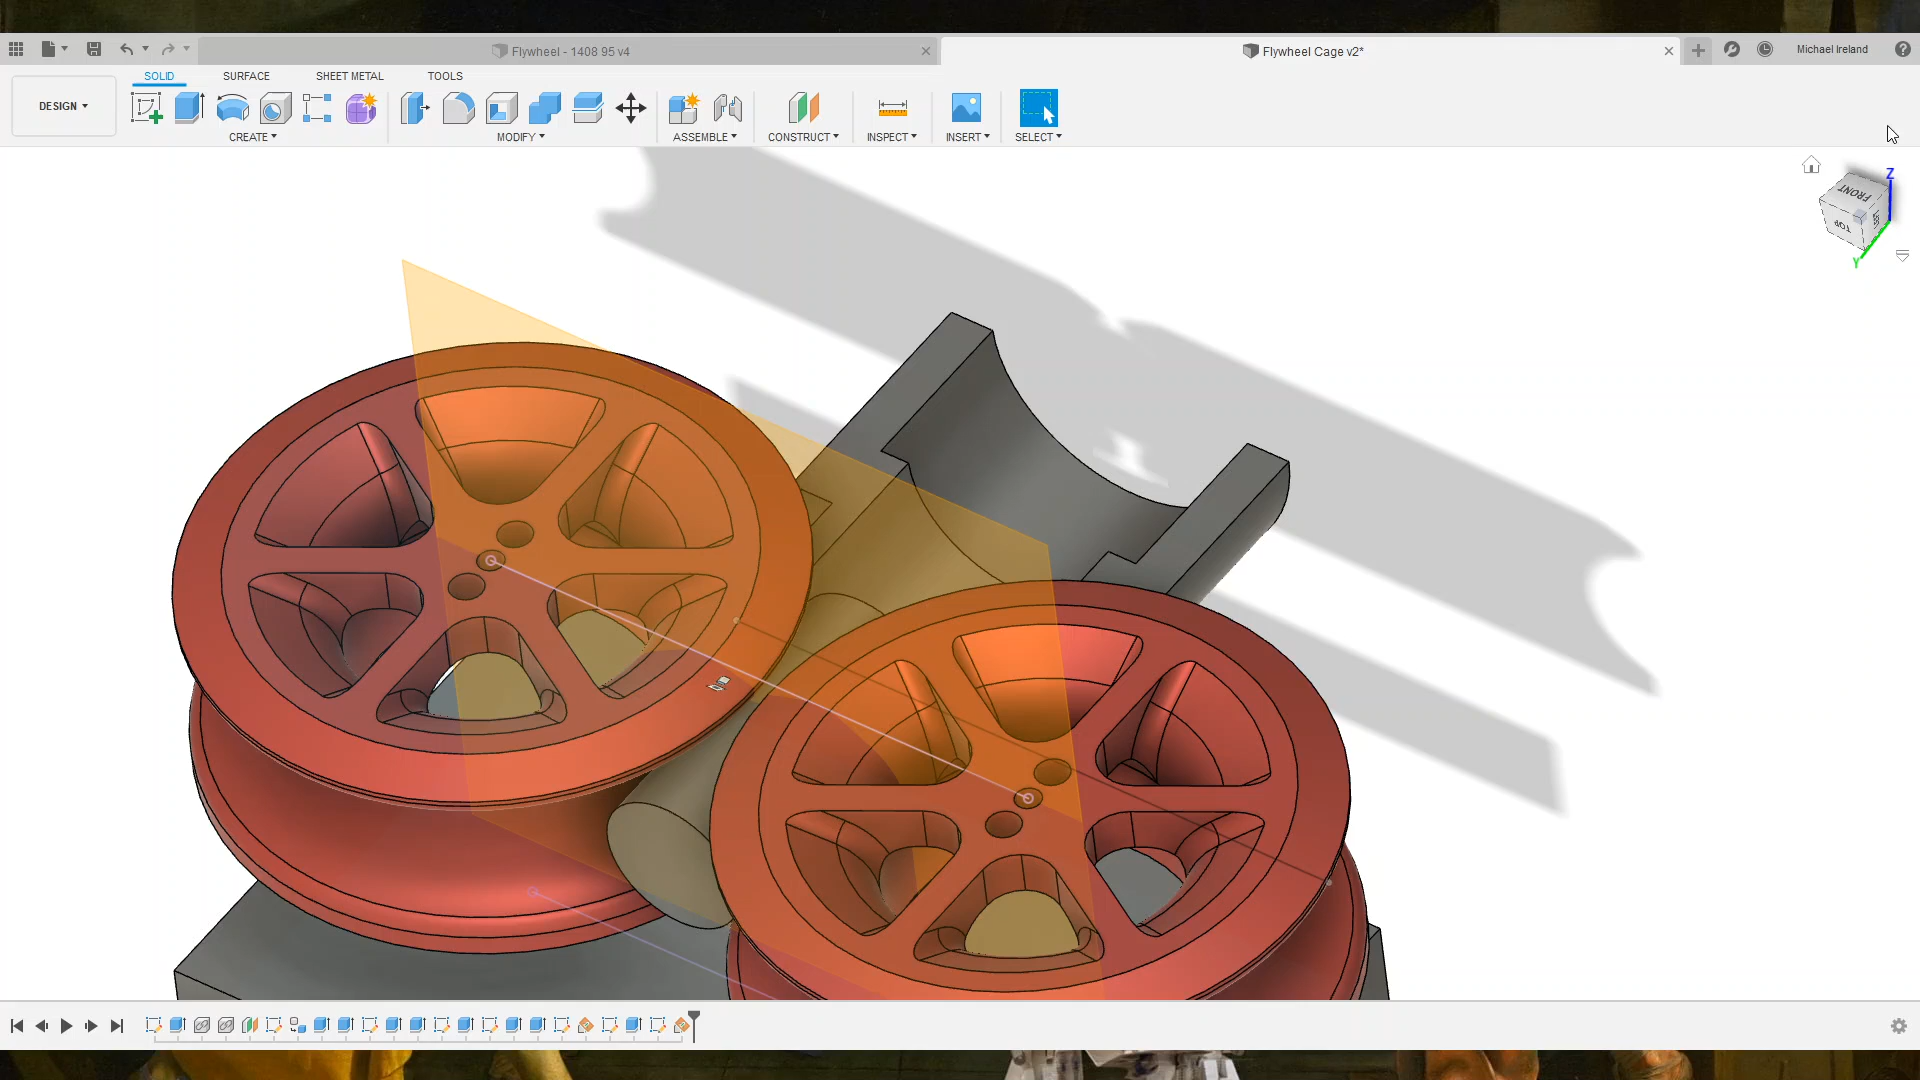 Flywheel - 1408 95 v4
Flywheel Cage v2*
Michael Ireland
SOLID
SURFACE
SHEET METAL
TOOLS
DESIGN
CREATE
MODIFY
ASSEMBLE
CONSTRUCT
INSPECT
INSERT
SELECT
Z
FRONT
TOP
Y